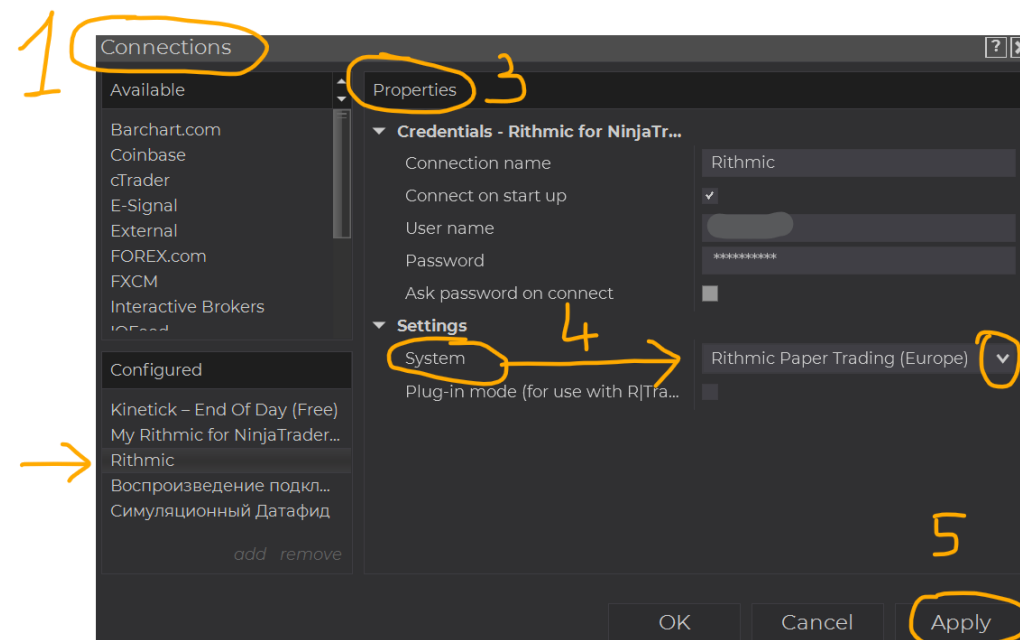 1
Connections
?
Available
Properties
3
Barchart.com
Coinbase
cTrader
E-Signal
External
FOREX.com
FXCM
Interactive Brokers
Credentials - Rithmic for NinjaTr...
Connection name
Rithmic
Connect on start up
User name
Password
**********
Ask password on connect
Settings
4
System
Rithmic Paper Trading (Europe)
Plug-in mode (for use with R|Tra...
Configured
Kinetick – End Of Day (Free)
My Rithmic for NinjaTrader...
Rithmic
Воспроизведение подкл...
Симуляционный Датафид
add remove
5
OK Cancel Apply